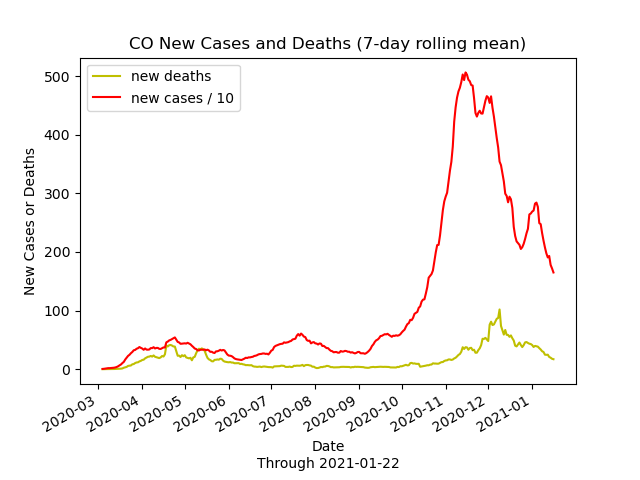 CO New Cases and Deaths (7-day rolling mean)
new deaths
new cases / 10
500
400
300
200
100
0
New Cases or Deaths
2020-03
2020-04
2020-05
2020-06
2020-07
2020-08
2020-09
2020-10
2020-11
2020-12
2021-01
Date
Through 2021-01-22